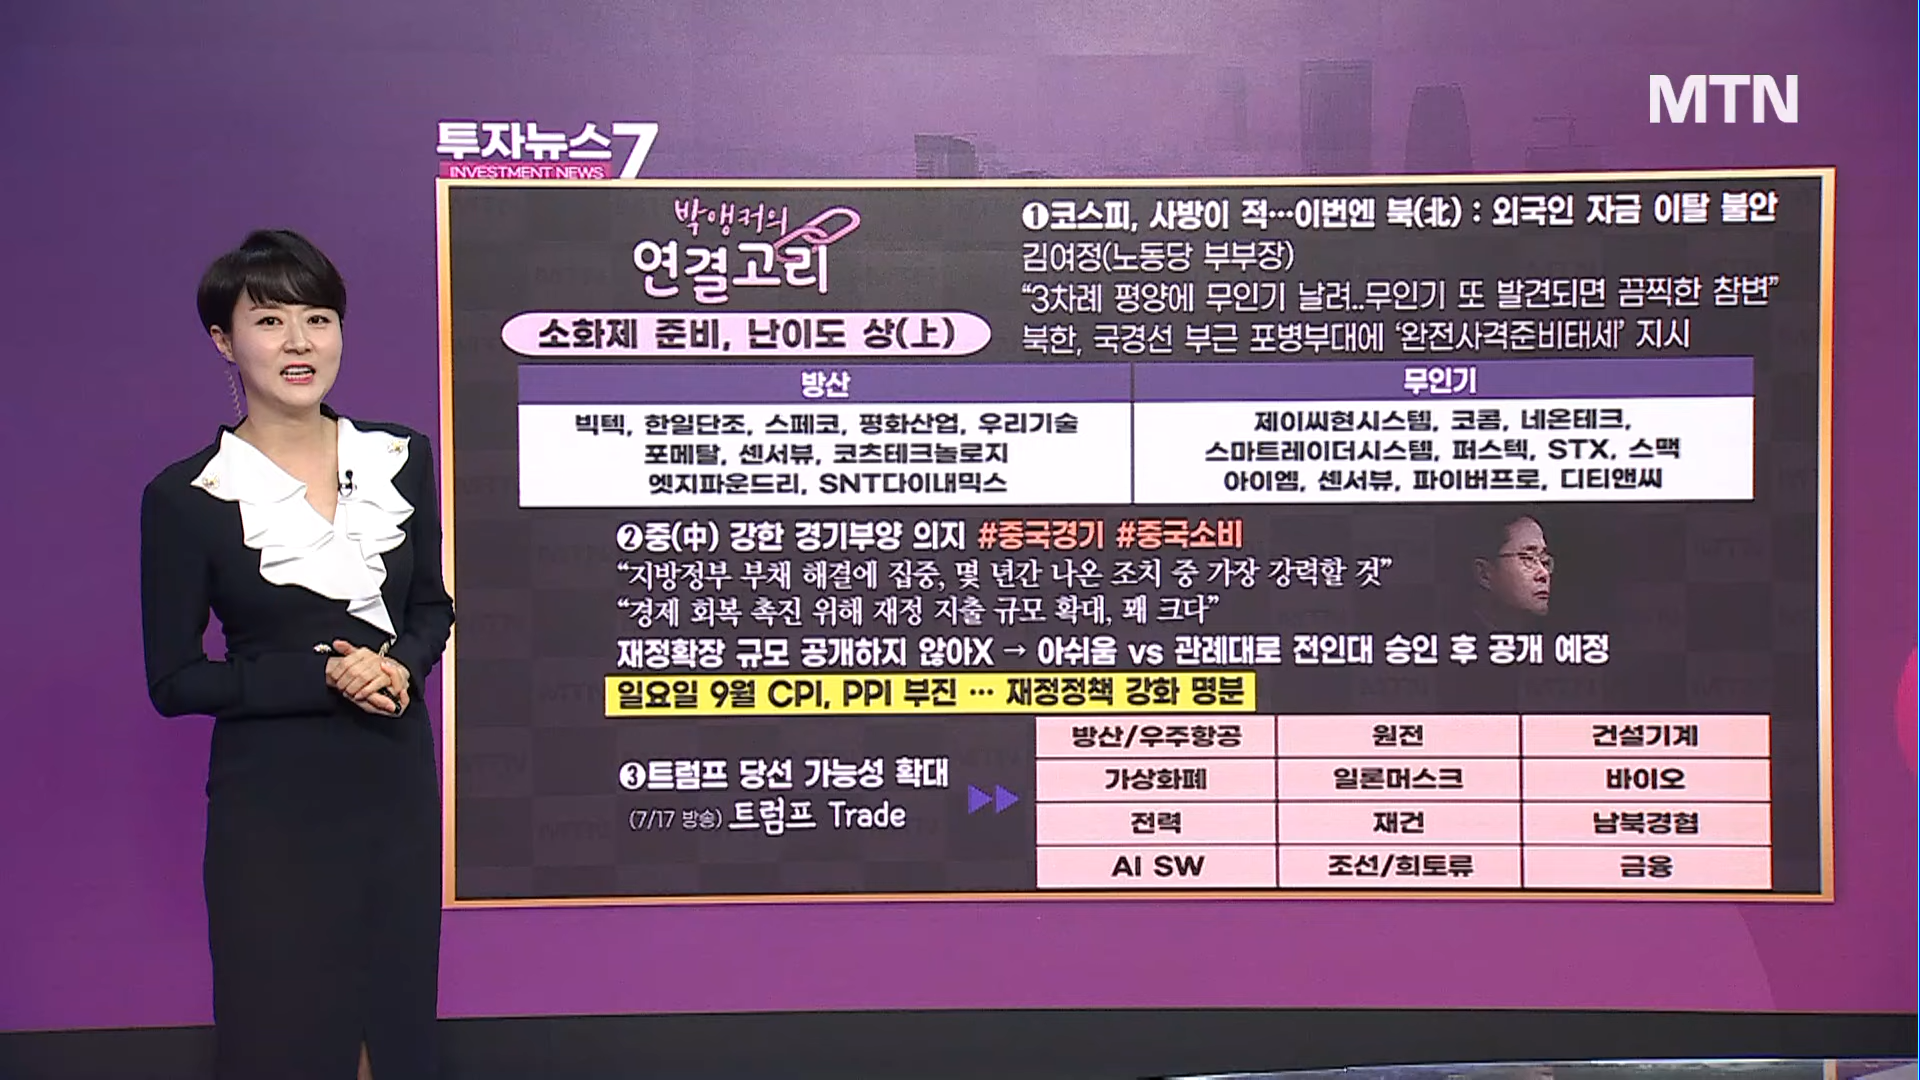 MTN
투자뉴스7
INVESTMENT NEWS
박앵커의
연결고리
소화제 준비, 난이도 상(上)
❶코스피, 사방이 적…이번엔 북(北) : 외국인 자금 이탈 불안
김여정(노동당 부부장)
“3차례 평양에 무인기 날려..무인기 또 발견되면 끔찍한 참변”
북한, 국경선 부근 포병부대에 ‘완전사격준비태세’ 지시
방산
무인기
빅텍, 한일단조, 스페코, 평화산업, 우리기술
포메탈, 센서뷰, 코츠테크놀로지
엣지파운드리, SNT다이내믹스
제이씨현시스템, 코콤, 네온테크,
스마트레이더시스템, 퍼스텍, STX, 스맥
아이엠, 센서뷰, 파이버프로, 디티앤씨
❷중(中) 강한 경기부양 의지 #중국경기 #중국소비
“지방정부 부채 해결에 집중, 몇 년간 나온 조치 중 가장 강력할 것”
“경제 회복 촉진 위해 재정 지출 규모 확대, 꽤 크다”
재정확장 규모 공개하지 않아X → 아쉬움 vs 관례대로 전인대 승인 후 공개 예정
일요일 9월 CPI, PPI 부진 … 재정정책 강화 명분
❸트럼프 당선 가능성 확대
(7/17 방송) 트럼프 Trade
방산/우주항공 원전 건설기계
가상화폐 일론머스크 바이오
전력 재건 남북경협
AI SW 조선/희토류 금융